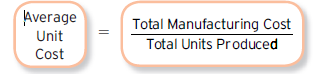 Average
Unit
Cost
=
Total Manufacturing Cost
Total Units Produced